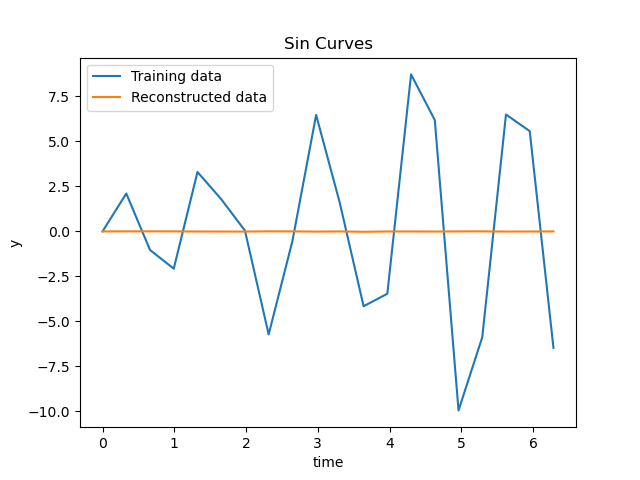 Sin Curves
Training data
Reconstructed data
7.5
5.0
2.5
0.0
−2.5
−5.0
−7.5
−10.0
y
0 1 2 3 4 5 6
time